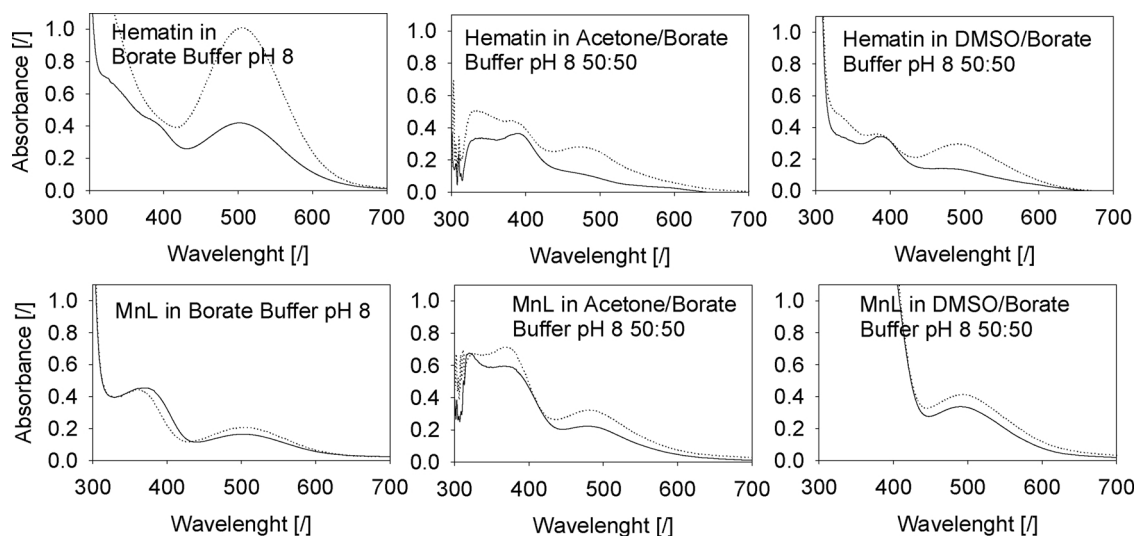 Hematin in
Borate Buffer pH 8
Absorbance [/]
1.0
0.8
0.6
0.4
0.2
0.0
300 400 500 600 700
Wavelenght [/]
Hematin in Acetone/Borate
Buffer pH 8 50:50
1.0
0.8
0.6
0.4
0.2
0.0
300 400 500 600 700
Wavelenght [/]
Hematin in DMSO/Borate
Buffer pH 8 50:50
1.0
0.8
0.6
0.4
0.2
0.0
300 400 500 600 700
Wavelenght [/]
MnL in Borate Buffer pH 8
Absorbance [/]
1.0
0.8
0.6
0.4
0.2
0.0
300 400 500 600 700
Wavelenght [/]
MnL in Acetone/Borate
Buffer pH 8 50:50
1.0
0.8
0.6
0.4
0.2
0.0
300 400 500 600 700
Wavelenght [/]
MnL in DMSO/Borate
Buffer pH 8 50:50
1.0
0.8
0.6
0.4
0.2
0.0
300 400 500 600 700
Wavelenght [/]